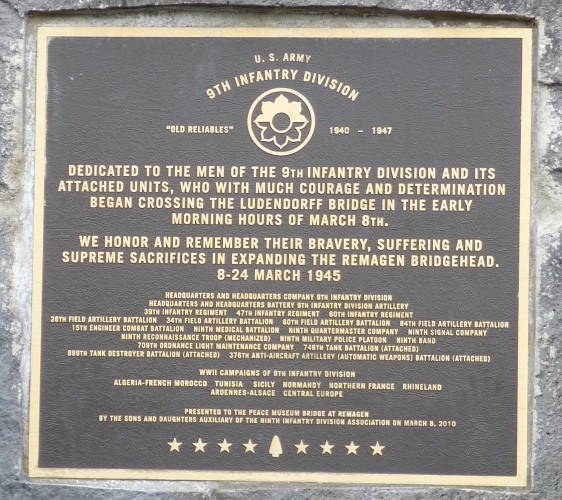 U. S. ARMY
9TH INFANTRY DIVISION
"OLD RELIABLES" 1940 - 1947
DEDICATED TO THE MEN OF THE 9TH INFANTRY DIVISION AND ITS
ATTACHED UNITS, WHO WITH MUCH COURAGE AND DETERMINATION
BEGAN CROSSING THE LUDENDORFF BRIDGE IN THE EARLY
MORNING HOURS OF MARCH 8TH.
WE HONOR AND REMEMBER THEIR BRAVERY, SUFFERING AND
SUPREME SACRIFICES IN EXPANDING THE REMAGEN BRIDGEHEAD.
8-24 MARCH 1945
HEADQUARTERS AND HEADQUARTERS COMPANY 9TH INFANTRY DIVISION
HEADQUARTERS AND HEADQUARTERS BATTERY 9TH INFANTRY DIVISION ARTILLERY
39TH INFANTRY REGIMENT 47TH INFANTRY REGIMENT 60TH INFANTRY REGIMENT
26TH FIELD ARTILLERY BATTALION 34TH FIELD ARTILLERY BATTALION 60TH FIELD ARTILLERY BATTALION 84TH FIELD ARTILLERY BATTALION
15TH ENGINEER COMBAT BATTALION NINTH MEDICAL BATTALION NINTH QUARTERMASTER COMPANY NINTH SIGNAL COMPANY
NINTH RECONNAISSANCE TROOP (MECHANIZED) NINTH MILITARY POLICE PLATOON NINTH BAND
709TH ORDNANCE LIGHT MAINTENANCE COMPANY 746TH TANK BATTALION (ATTACHED)
899TH TANK DESTROYER BATTALION (ATTACHED) 376TH ANTI-AIRCRAFT ARTILLERY (AUTOMATIC WEAPONS) BATTALION (ATTACHED)
WWII CAMPAIGNS OF 9TH INFANTRY DIVISION
ALGERIA-FRENCH MOROCCO TUNISIA SICILY NORMANDY NORTHERN FRANCE RHINELAND
ARDENNES-ALSACE CENTRAL EUROPE
PRESENTED TO THE PEACE MUSEUM BRIDGE AT REMAGEN
BY THE SONS AND DAUGHTERS AUXILIARY OF THE NINTH INFANTRY DIVISION ASSOCIATION ON MARCH 8, 2010